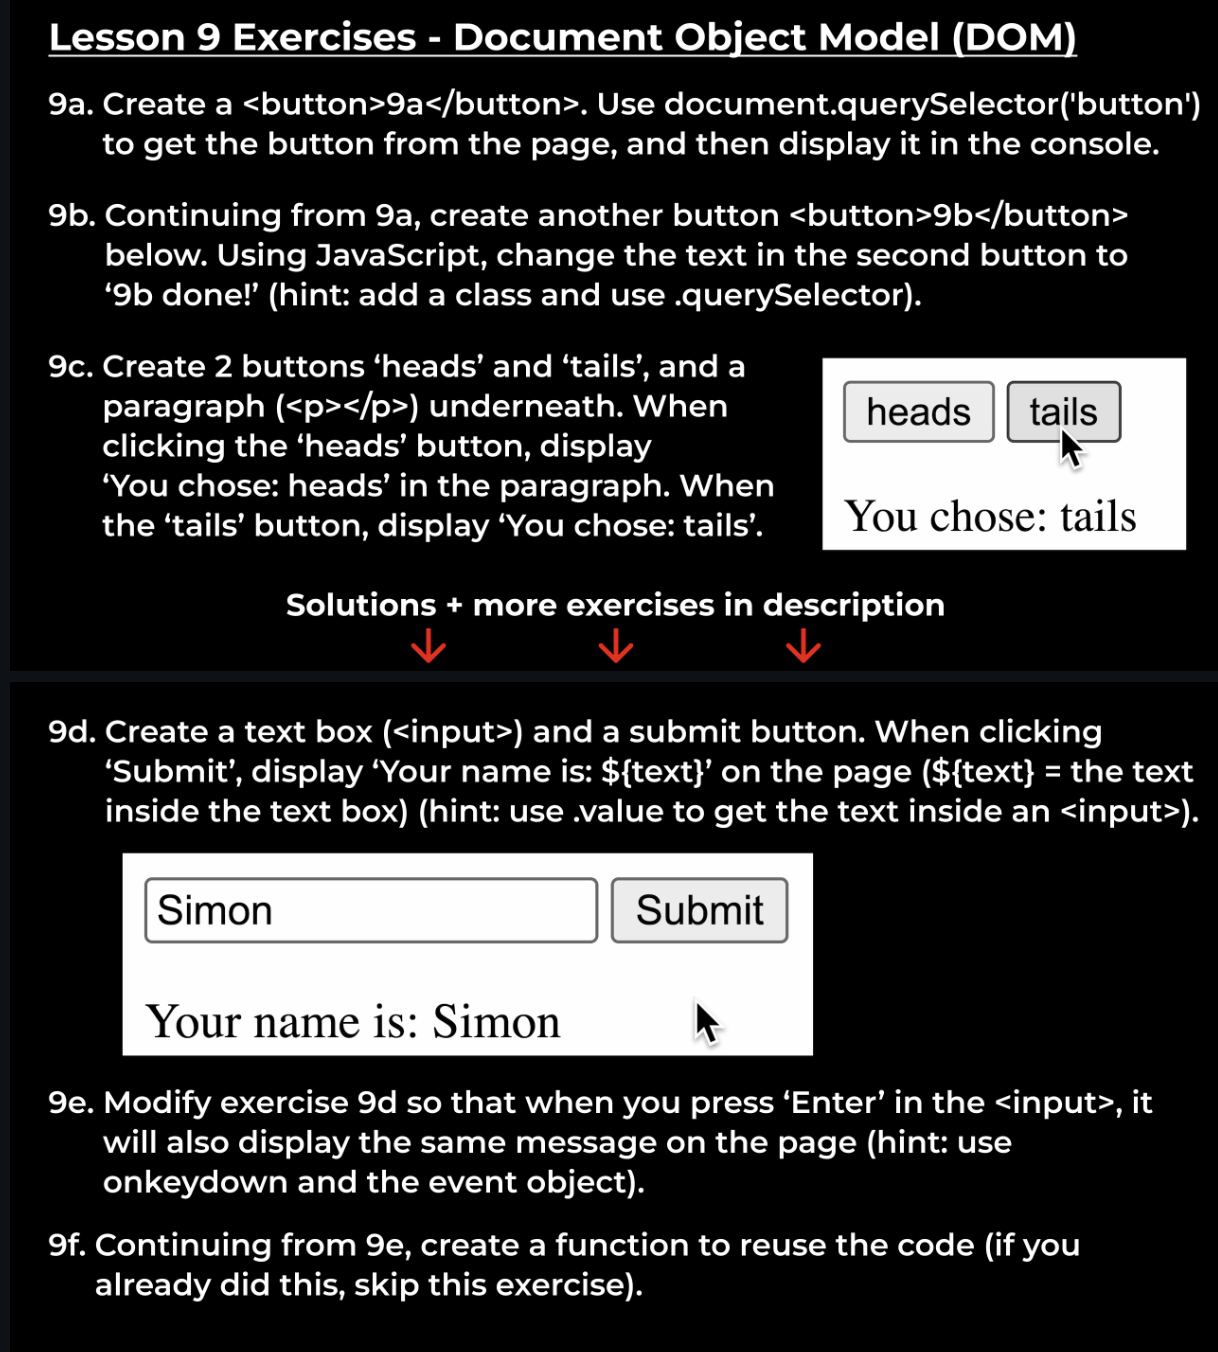 Lesson 9 Exercises - Document Object Model (DOM)
9a. Create a <button>9a</button>. Use document.querySelector('button')
to get the button from the page, and then display it in the console.
9b. Continuing from 9a, create another button <button>9b</button>
below. Using JavaScript, change the text in the second button to
‘9b done!’ (hint: add a class and use .querySelector).
9c. Create 2 buttons ‘heads’ and ‘tails’, and a
paragraph (<p></p>) underneath. When
clicking the ‘heads’ button, display
‘You chose: heads’ in the paragraph. When
the ‘tails’ button, display ‘You chose: tails’.
heads tails
You chose: tails
Solutions + more exercises in description
9d. Create a text box (<input>) and a submit button. When clicking
‘Submit’, display ‘Your name is: ${text}’ on the page (${text} = the text
inside the text box) (hint: use .value to get the text inside an <input>).
Simon Submit
Your name is: Simon
9e. Modify exercise 9d so that when you press ‘Enter’ in the <input>, it
will also display the same message on the page (hint: use
onkeydown and the event object).
9f. Continuing from 9e, create a function to reuse the code (if you
already did this, skip this exercise).